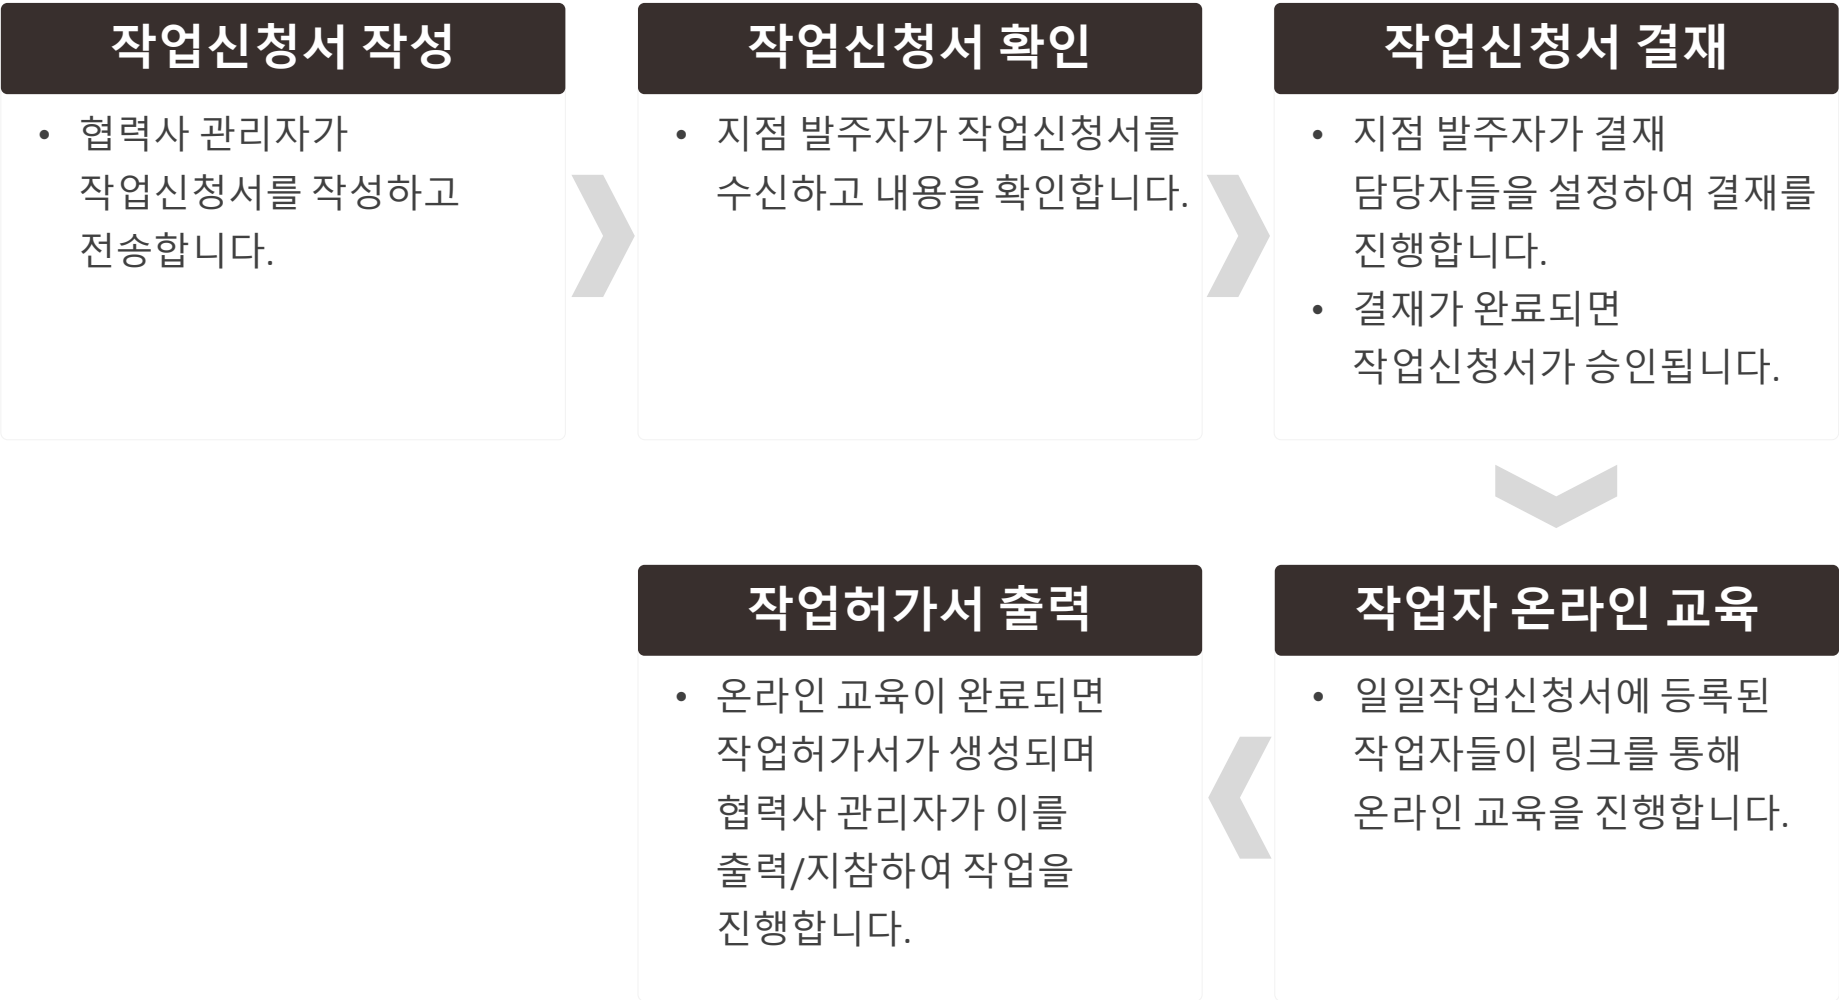 작업신청서 작성
• 협력사 관리자가
작업신청서를 작성하고
전송합니다.
작업신청서 확인
• 지점 발주자가 작업신청서를
수신하고 내용을 확인합니다.
작업신청서 결재
• 지점 발주자가 결재
담당자들을 설정하여 결재를
진행합니다.
• 결재가 완료되면
작업신청서가 승인됩니다.
작업자 온라인 교육
• 일일작업신청서에 등록된
작업자들이 링크를 통해
온라인 교육을 진행합니다.
작업허가서 출력
• 온라인 교육이 완료되면
작업허가서가 생성되며
협력사 관리자가 이를
출력/지참하여 작업을
진행합니다.